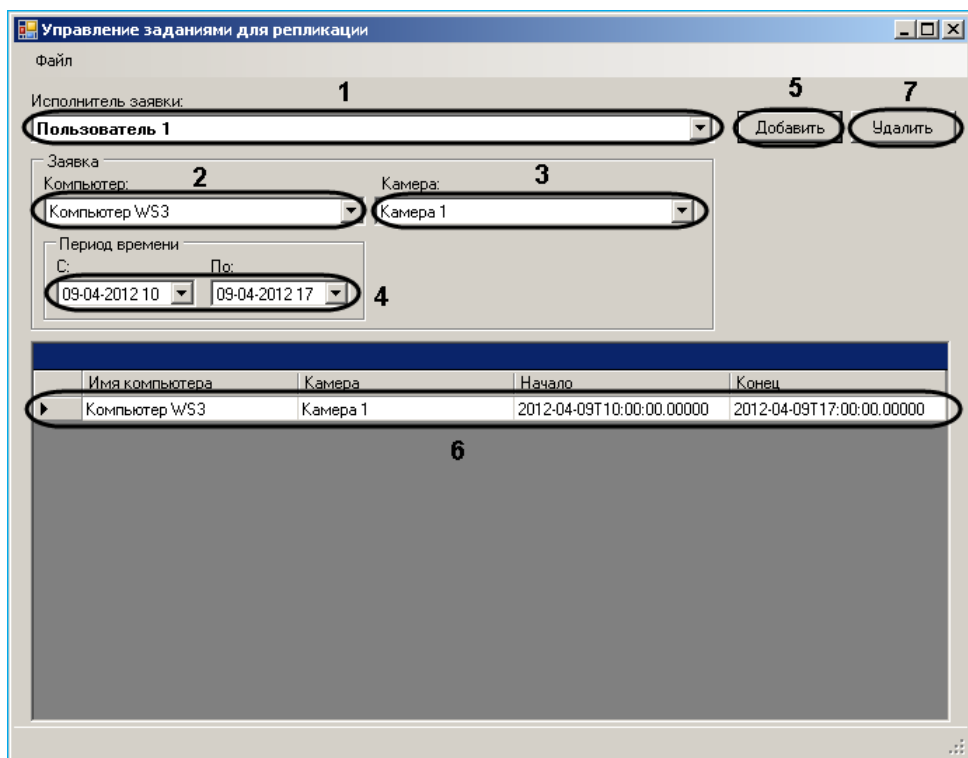 Управление заданиями для репликации
Файл
Исполнитель заявки:
1
5
7
Пользователь 1
Добавить
Удалить
Заявка
Компьютер:
2
Камера:
3
Компьютер WS3
Камера 1
Период времени
С:
По:
09-04-2012 10
09-04-2012 17
4
Имя компьютера
Камера
Начало
Конец
Компьютер WS3
Камера 1
2012-04-09T10:00:00.00000
2012-04-09T17:00:00.00000
6